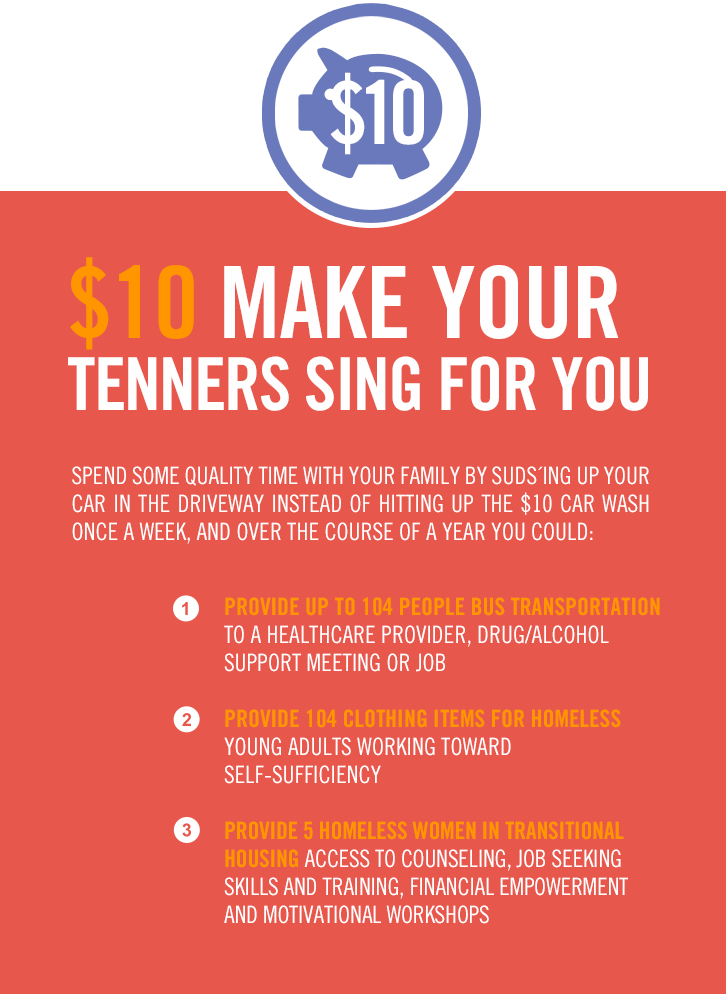 $10
$10 MAKE YOUR
TENNERS SING FOR YOU
SPEND SOME QUALITY TIME WITH YOUR FAMILY BY SUDS´ING UP YOUR
CAR IN THE DRIVEWAY INSTEAD OF HITTING UP THE $10 CAR WASH
ONCE A WEEK, AND OVER THE COURSE OF A YEAR YOU COULD:
1 PROVIDE UP TO 104 PEOPLE BUS TRANSPORTATION
TO A HEALTHCARE PROVIDER, DRUG/ALCOHOL
SUPPORT MEETING OR JOB
2 PROVIDE 104 CLOTHING ITEMS FOR HOMELESS
YOUNG ADULTS WORKING TOWARD
SELF-SUFFICIENCY
3 PROVIDE 5 HOMELESS WOMEN IN TRANSITIONAL
HOUSING ACCESS TO COUNSELING, JOB SEEKING
SKILLS AND TRAINING, FINANCIAL EMPOWERMENT
AND MOTIVATIONAL WORKSHOPS